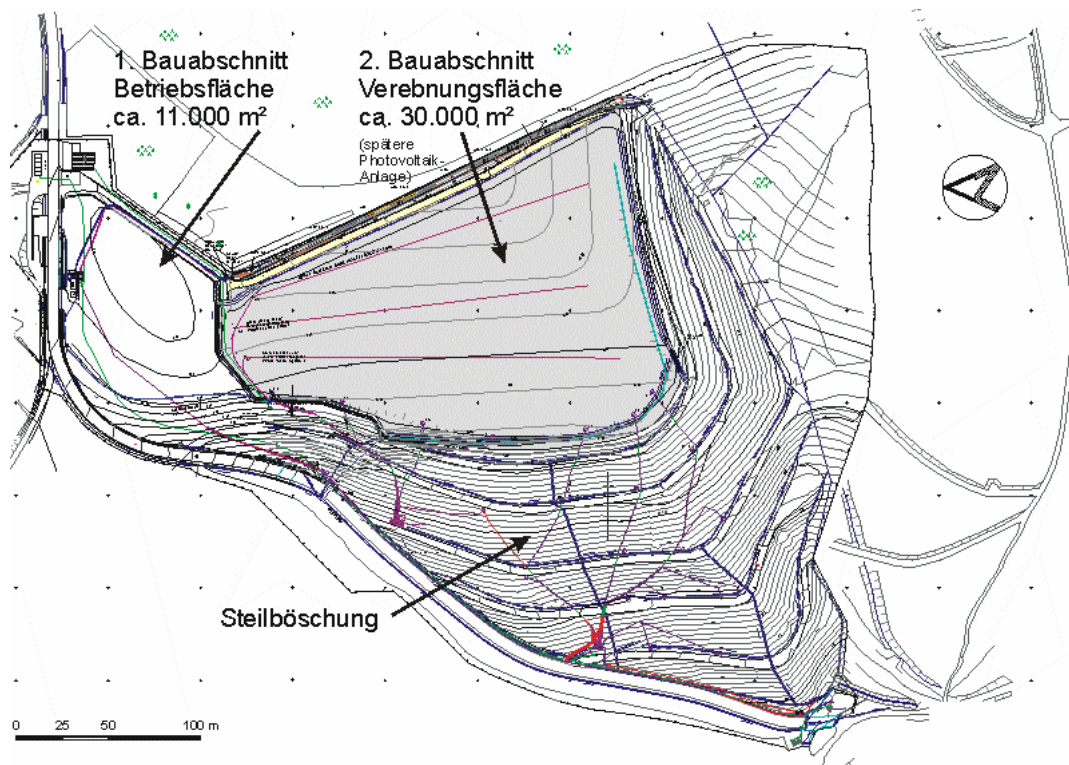 1. Bauabschnitt
Betriebsfläche
ca. 11.000 m²
2. Bauabschnitt
Verebnungsfläche
ca. 30.000 m²
(spätere
Photovoltaik-
Anlage)
Steilböschung
0 25 50 100 m